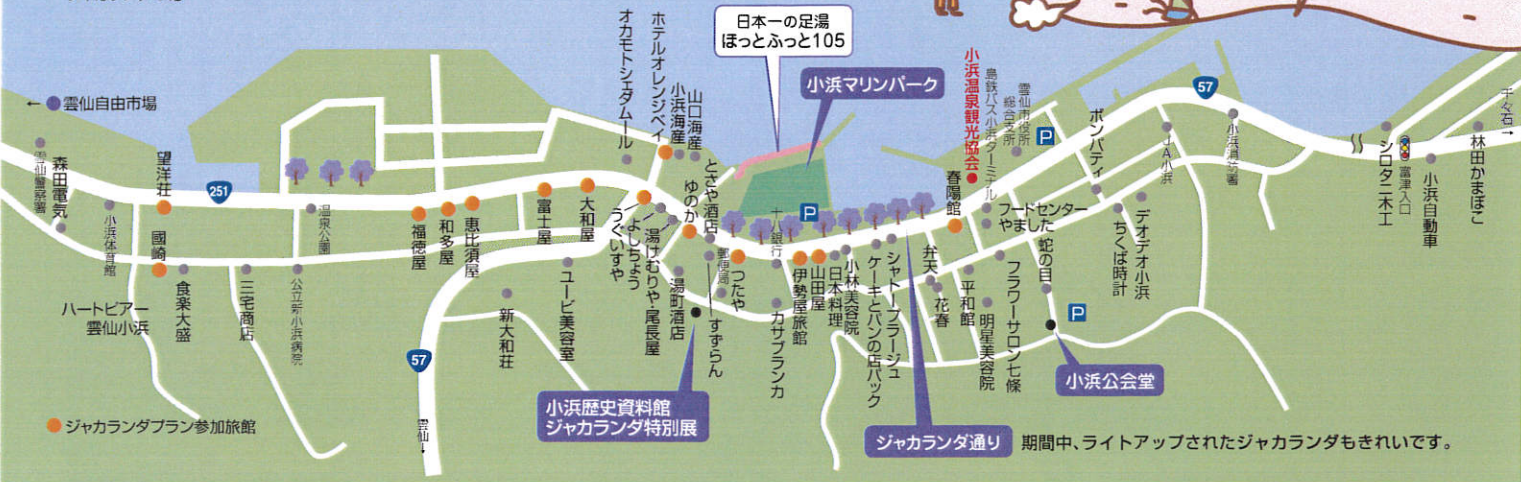 日本一の足湯
ほっとふっと105
小浜マリンパーク
← 雲仙自由市場
雲仙警察署
森田電気
小浜体育館
望洋荘
國崎
251
ハートピアー
雲仙小浜
食楽大盛
三宅商店
公立新小浜病院
温泉公園
福徳屋
和多屋
恵比須屋
富士屋
大和屋
57
雲仙→
新大和荘
ユービ美容室
オカモトシェダムール
ホテルオレンジベイ
小浜海産
山口海産
うぐいすや
よしちょう
湯けむりや・尾長屋
ゆのか
とさや酒店
湯町酒店
郵便局
すずらん
つたや
十八銀行
カサブランカ
伊勢屋旅館
山田屋
日本料理
小林美容院
ケーキとパンの店パック
シャトープラージュ
弁天
花春
春陽館
平和館
明星美容院
フラワーサロン七條
蛇の目
フードセンター
やました
小浜温泉観光協会
島鉄バス小浜ターミナル
雲仙市役所
総合支所
P
P
P
ボンパティ
ちくば時計
デオデオ小浜
JA小浜
57
小浜消防署
シロタニ木工
富津入口
小浜自動車
林田かまぼこ
千々石→
小浜歴史資料館
ジャカランダ特別展
小浜公会堂
ジャカランダ通り
期間中、ライトアップされたジャカランダもきれいです。
ジャカランダプラン参加旅館